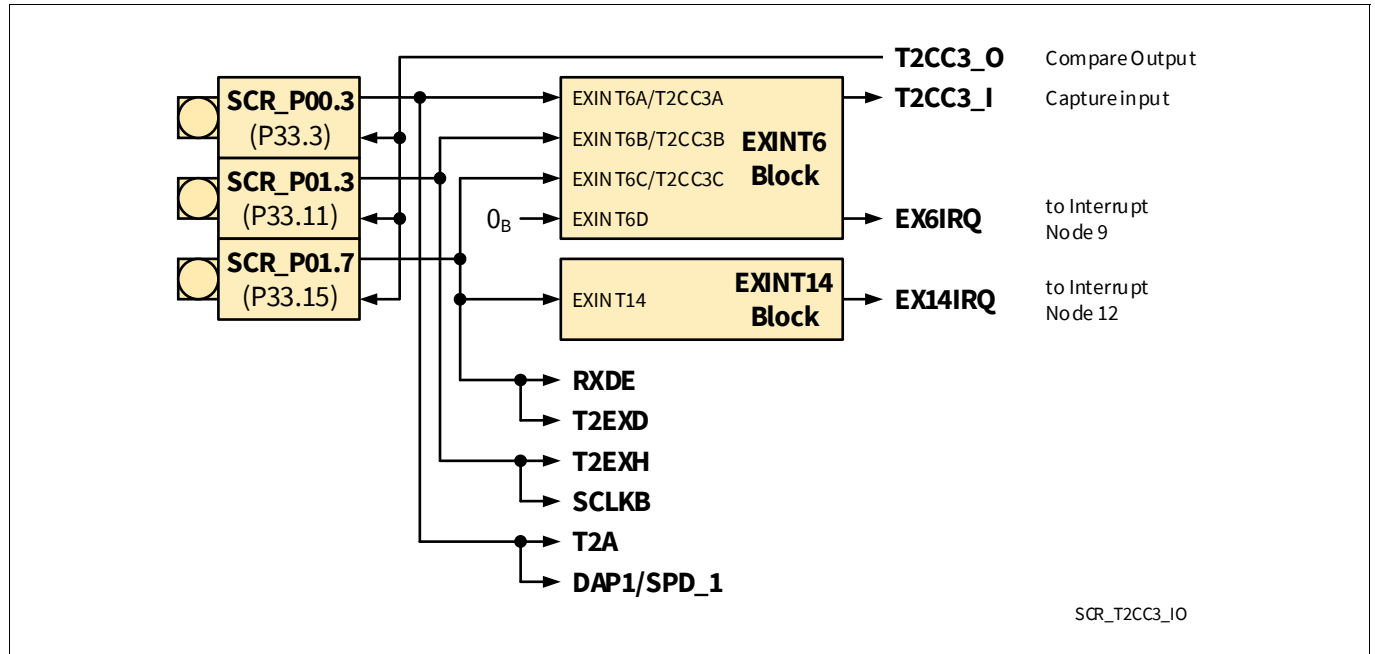 T2CC3_O Compare Output
SCR_P00.3
(P33.3)
EXINT6A/T2CC3A
T2CC3_I Capture input
EXINT6B/T2CC3B
EXINT6
Block
SCR_P01.3
(P33.11)
EXINT6C/T2CC3C
0B
EXINT6D
EX6IRQ
to Interrupt
Node 9
SCR_P01.7
(P33.15)
EXINT14
EXINT14
Block
EX14IRQ
to Interrupt
Node 12
RXDE
T2EXD
T2EXH
SCLKB
T2A
DAP1/SPD_1
SCR_T2CC3_IO